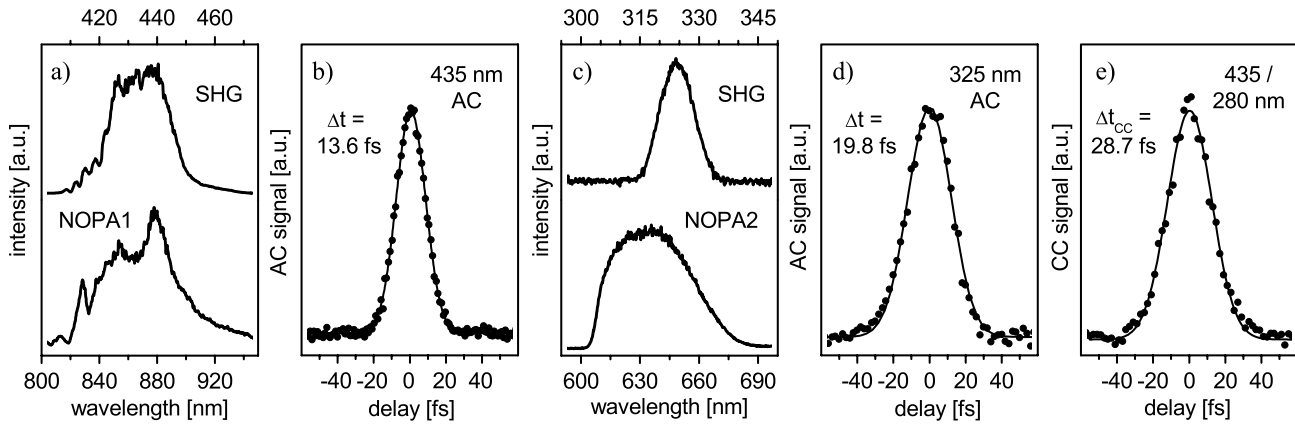 420 440 460
a)
SHG
NOPA1
intensity [a.u.]
800 840 880 920
wavelength [nm]
b)
435 nm
AC
Δt =
13.6 fs
AC signal [a.u.]
-40 -20 0 20 40
delay [fs]
300 315 330 345
c)
SHG
NOPA2
intensity [a.u.]
600 630 660 690
wavelength [nm]
d)
325 nm
AC
Δt =
19.8 fs
AC signal [a.u.]
-40 -20 0 20 40
delay [fs]
e)
435 /
280 nm
Δtcc =
28.7 fs
CC signal [a.u.]
-40 -20 0 20 40
delay [fs]